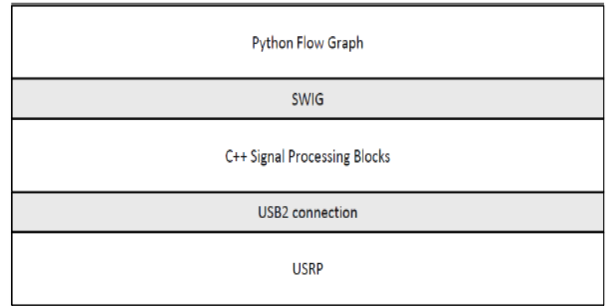 Python Flow Graph
SWIG
C++ Signal Processing Blocks
USB2 connection
USRP